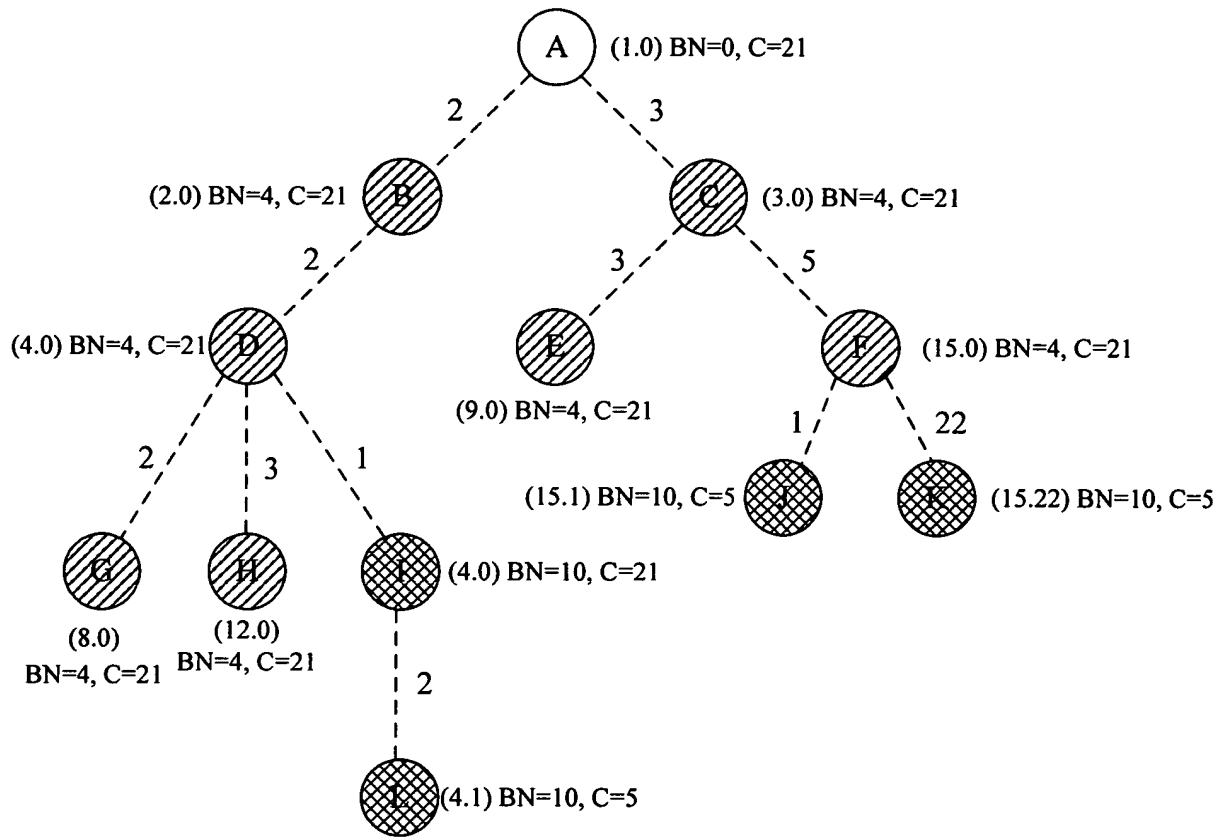 A (1.0) BN=0, C=21
2 3
(2.0) BN=4, C=21 B C (3.0) BN=4, C=21
2 3 5
(4.0) BN=4, C=21 D E F (15.0) BN=4, C=21
(9.0) BN=4, C=21
2 3 1 1 22
(15.1) BN=10, C=5 J K (15.22) BN=10, C=5
G H I (4.0) BN=10, C=21
(8.0) (12.0)
BN=4, C=21 BN=4, C=21
2
L (4.1) BN=10, C=5